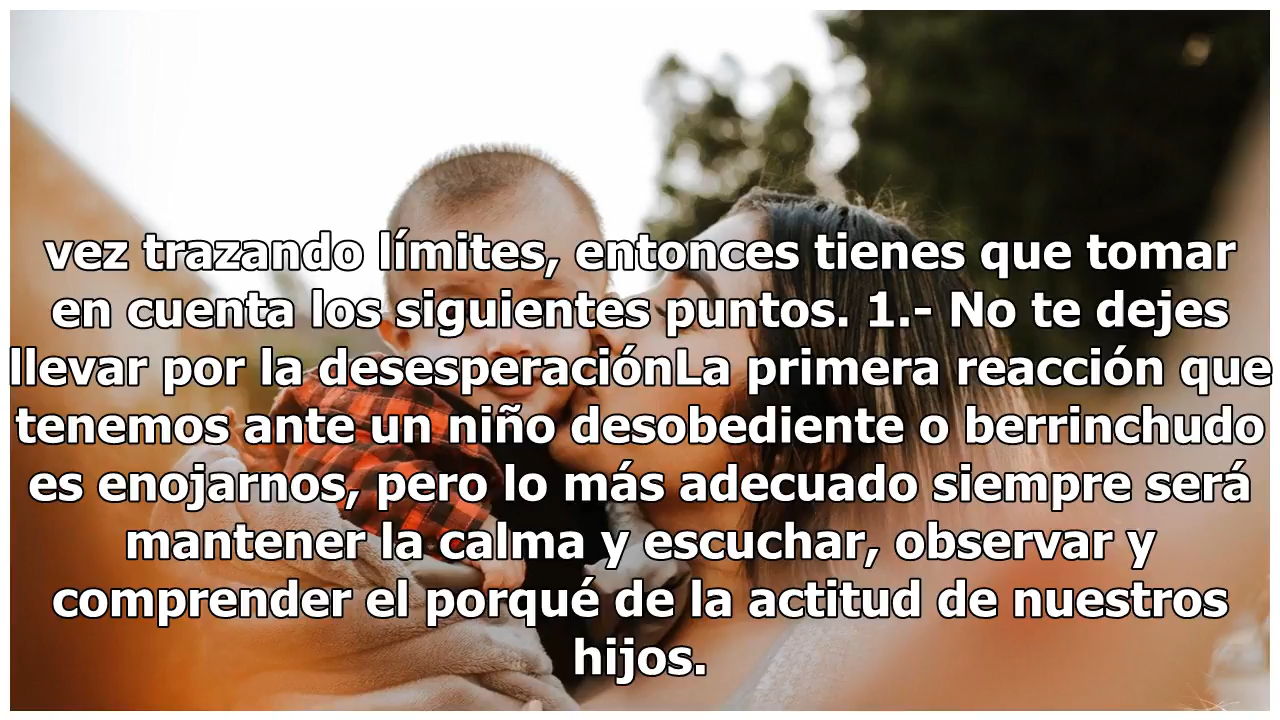 vez trazando límites, entonces tienes que tomar
en cuenta los siguientes puntos. 1.- No te dejes
llevar por la desesperaciónLa primera reacción que
tenemos ante un niño desobediente o berrinchudo
es enojarnos, pero lo más adecuado siempre será
mantener la calma y escuchar, observar y
comprender el porqué de la actitud de nuestros
hijos.